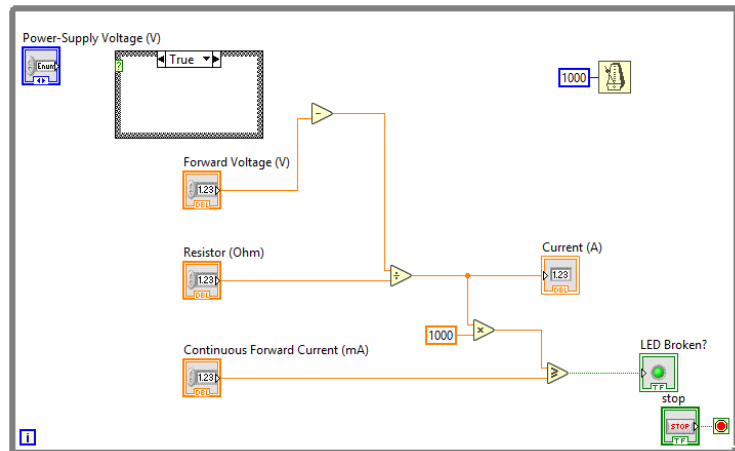 Power-Supply Voltage (V)
Enum
?
True
1000
-
Forward Voltage (V)
1.23
DBL
Resistor (Ohm)
1.23
DBL
÷
Current (A)
1.23
DBL
1000
×
Continuous Forward Current (mA)
1.23
DBL
≥
LED Broken?
TF
stop
STOP
TF
i